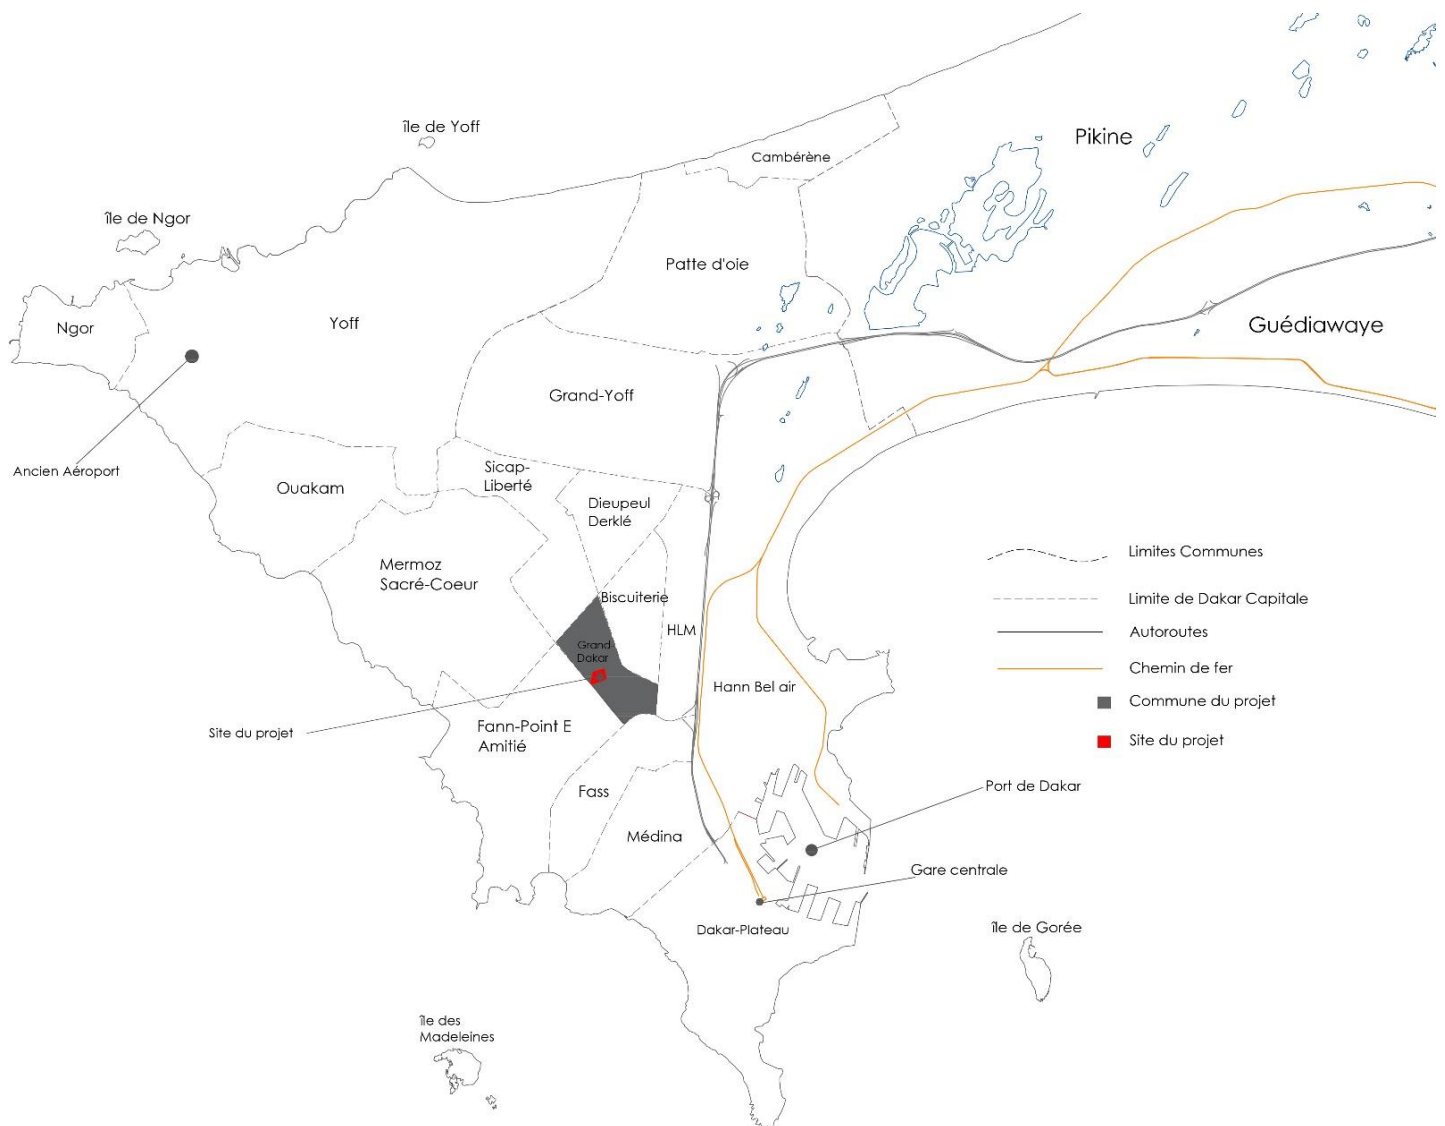 île de Yoff
Pikine
Cambérène
île de Ngor
Patte d'oie
Ngor
Yoff
Guédiawaye
Grand-Yoff
Ancien Aéroport
Sicap-
Liberté
Ouakam
Dieupeul
Derklé
Limites Communes
Mermoz
Sacré-Coeur
Biscuiterie
Limite de Dakar Capitale
HLM
Autoroutes
Grand
Dakar
Chemin de fer
Hann Bel air
Commune du projet
Site du projet
Fann-Point E
Amitié
Site du projet
Fass
Port de Dakar
Médina
Gare centrale
Dakar-Plateau
île de Gorée
île des
Madeleines